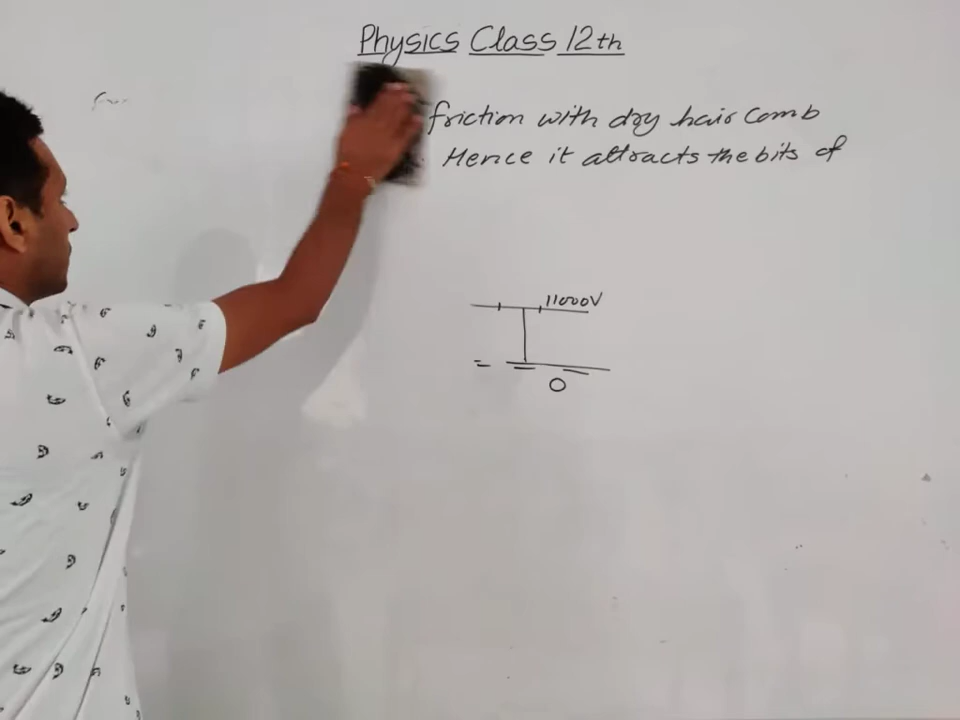 Physics Class 12th
friction with dry hair comb
Hence it attracts the bits of
11000V
0